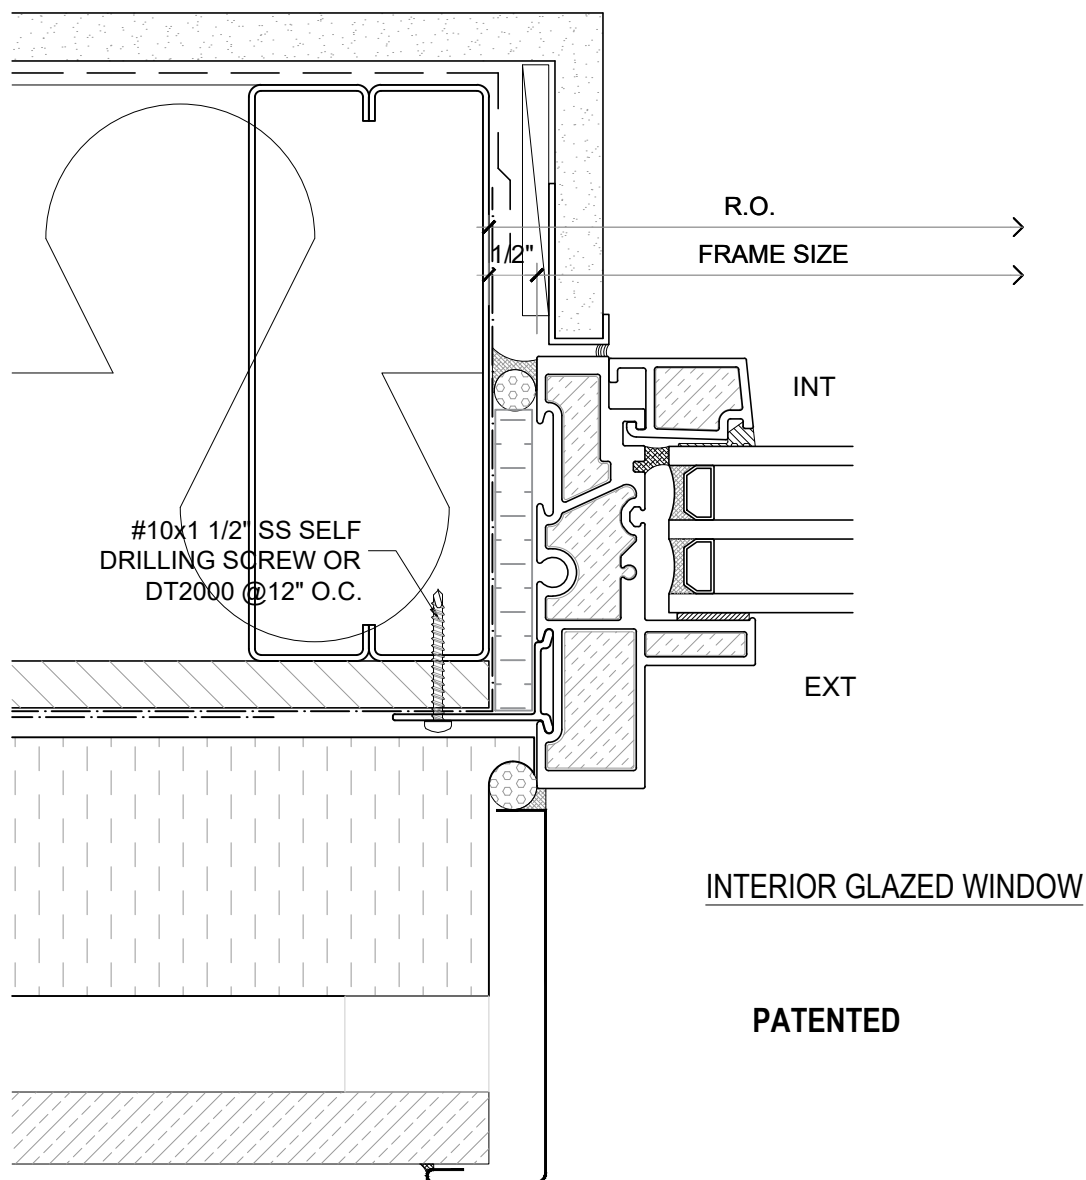 R.O.
1/2"
FRAME SIZE
INT
#10x1 1/2" SS SELF
DRILLING SCREW OR
DT2000 @12" O.C.
EXT
INTERIOR GLAZED WINDOW
PATENTED